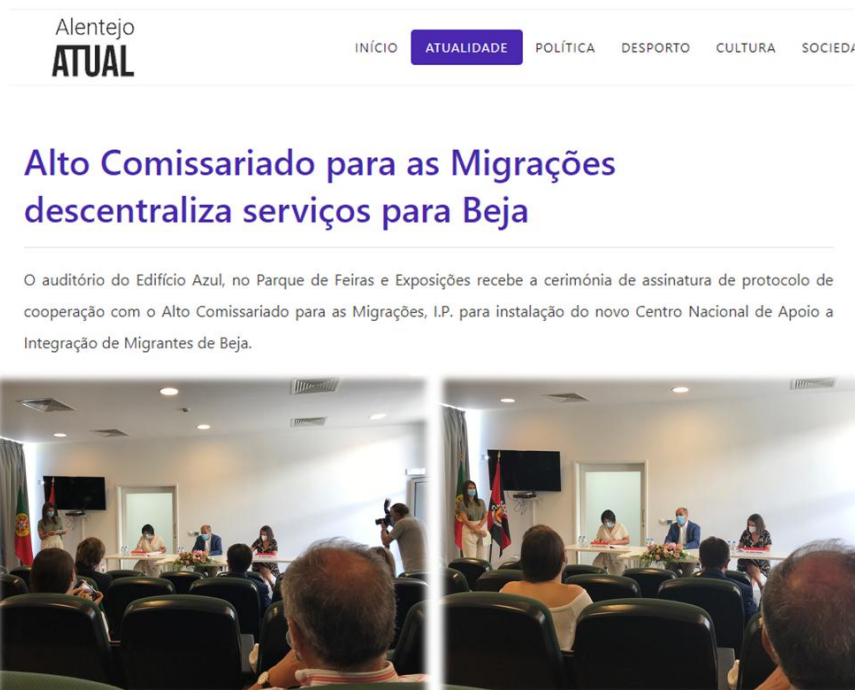 Alentejo
ATUAL
INÍCIO ATUALIDADE POLÍTICA DESPORTO CULTURA
Alto Comissariado para as Migrações
descentraliza serviços para Beja
O auditório do Edifício Azul, no Parque de Feiras e Exposições recebe a cerimónia de assinatura de protocolo de
cooperação com o Alto Comissariado para as Migrações, I.P. para instalação do novo Centro Nacional de Apoio a
Integração de Migrantes de Beja.